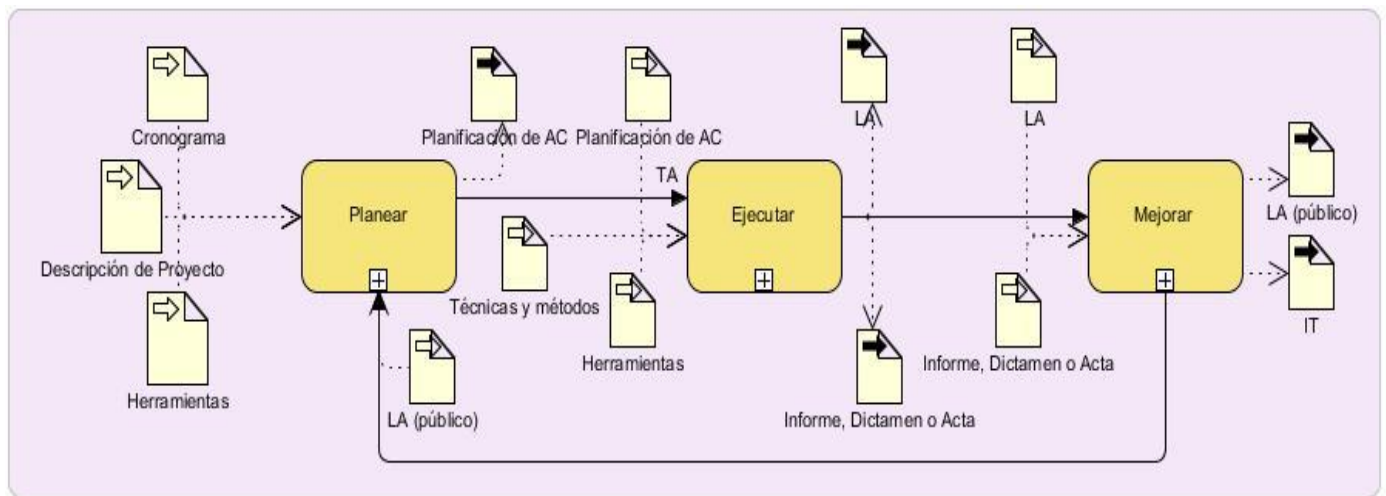 Cronograma
Planificación de AC
Planificación de AC
LA
LA
Descripción de Proyecto
Planear
TA
Ejecutar
Mejorar
LA (público)
Técnicas y métodos
Herramientas
Herramientas
LA (público)
Informe, Dictamen o Acta
Informe, Dictamen o Acta
IT